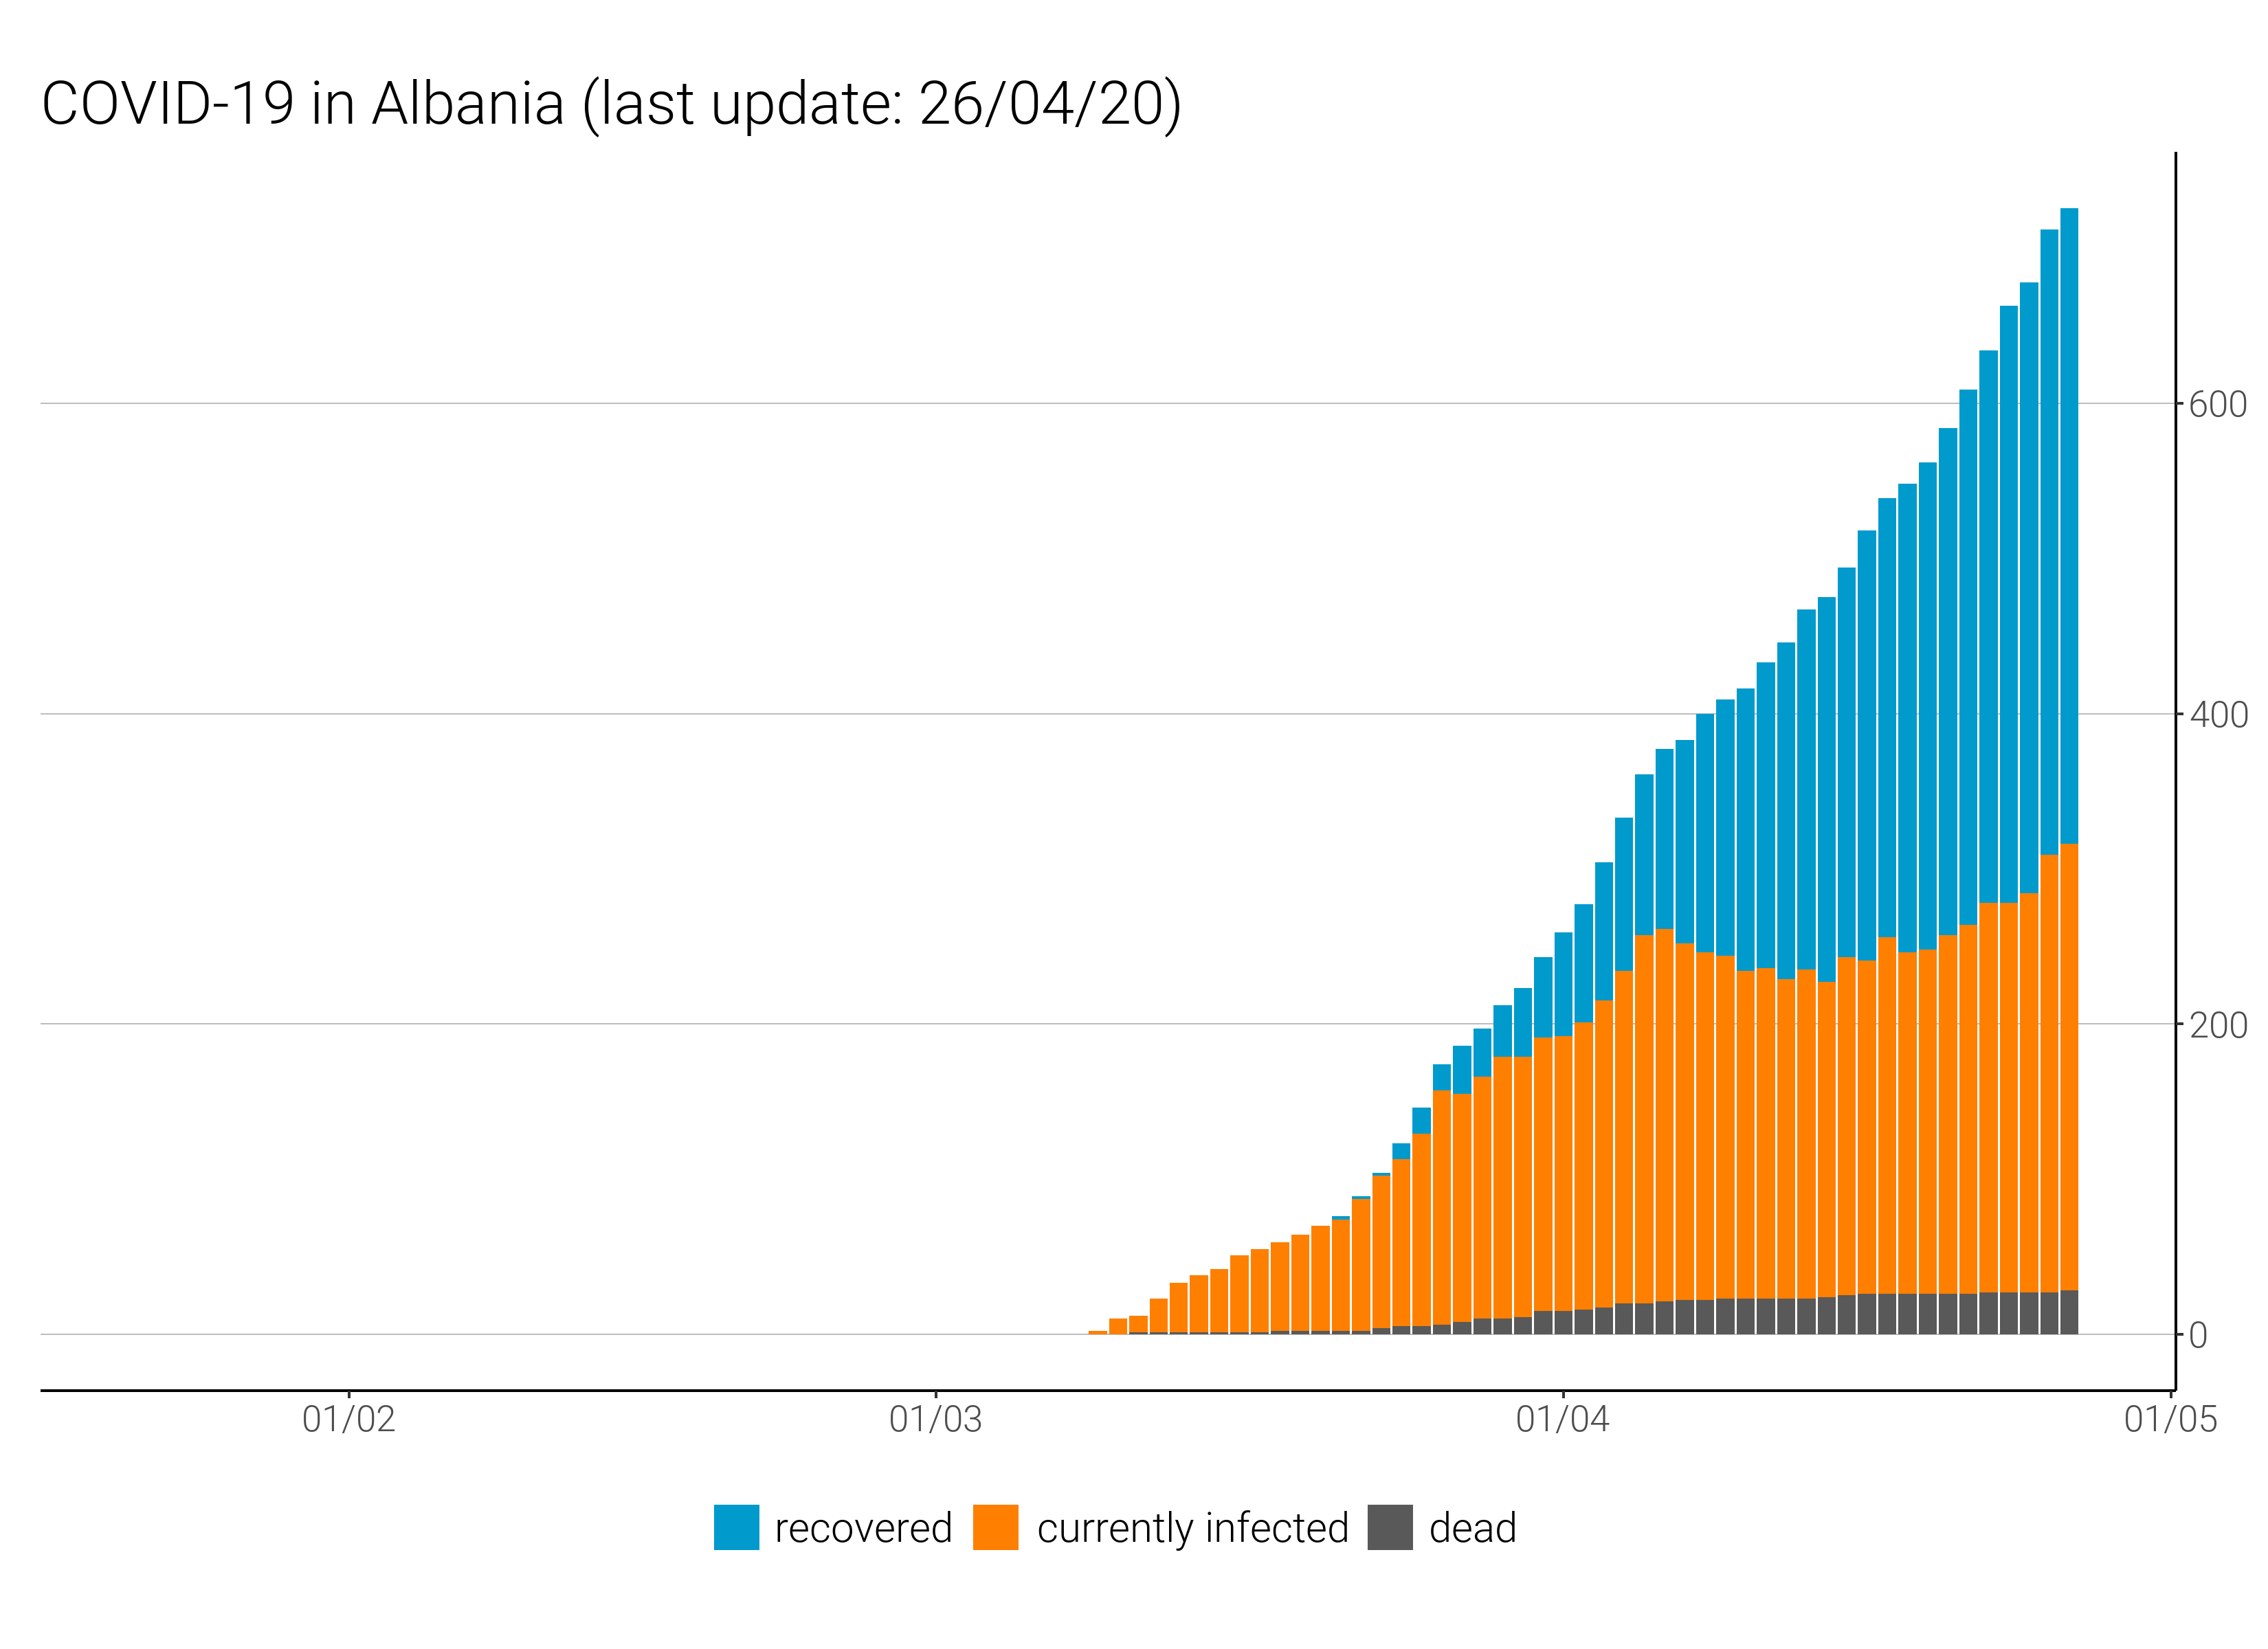 COVID-19 in Albania (last update: 26/04/20)
600
400
200
0
01/02 01/03 01/04 01/05
recovered currently infected dead